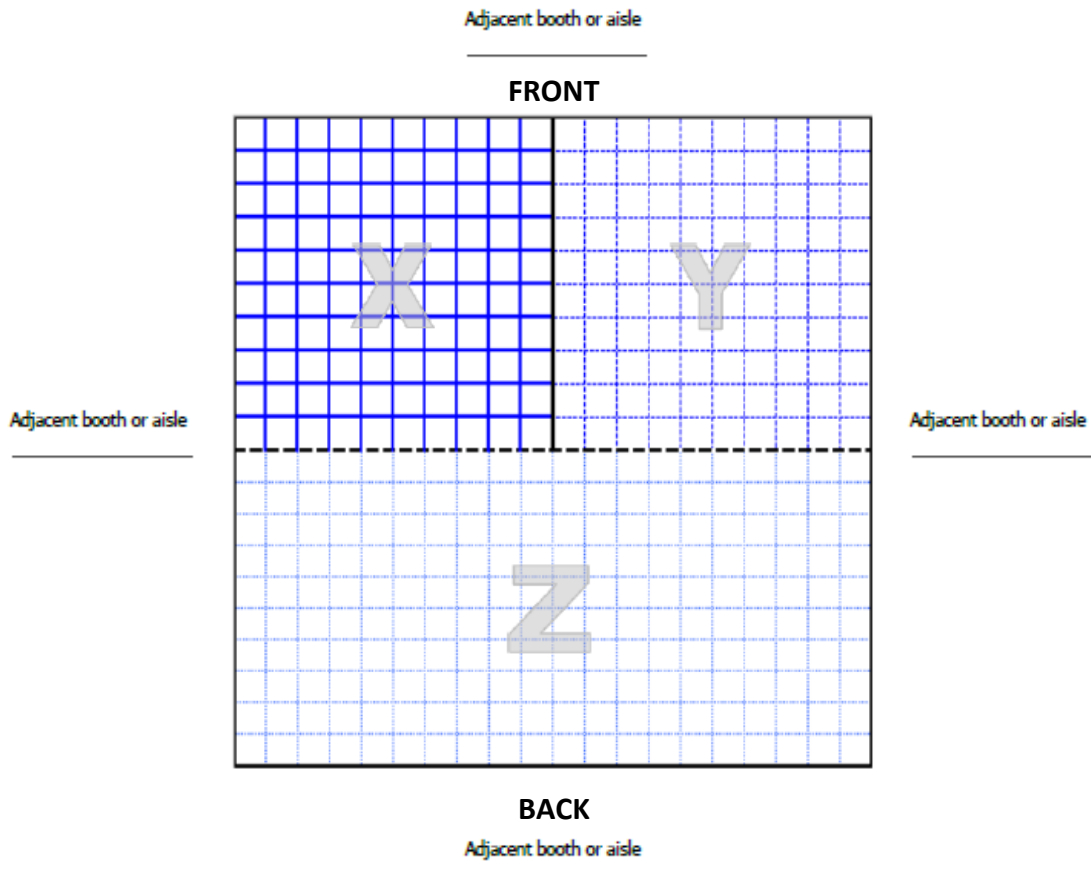 Adjacent booth or aisle
FRONT
X
Y
Adjacent booth or aisle
Adjacent booth or aisle
Z
BACK
Adjacent booth or aisle